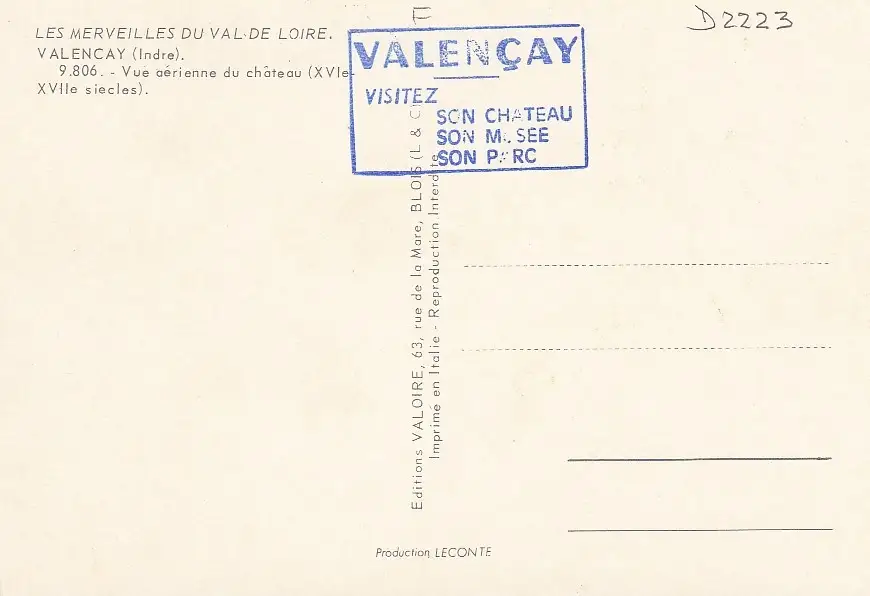 F
D2223
LES MERVEILLES DU VAL-DE LOIRE.
VALENCAY (Indre).
9.806. - Vue aérienne du château (XVIe-
XVIIe siecles).
VALENÇAY
VISITEZ
SON CHATEAU
SON MUSEE
SON PARC
Editions VALOIRE, 63, rue de la Mare, BLOIS (L & C
Imprimé en Italie - Reproduction Interdite
Production LECONTE